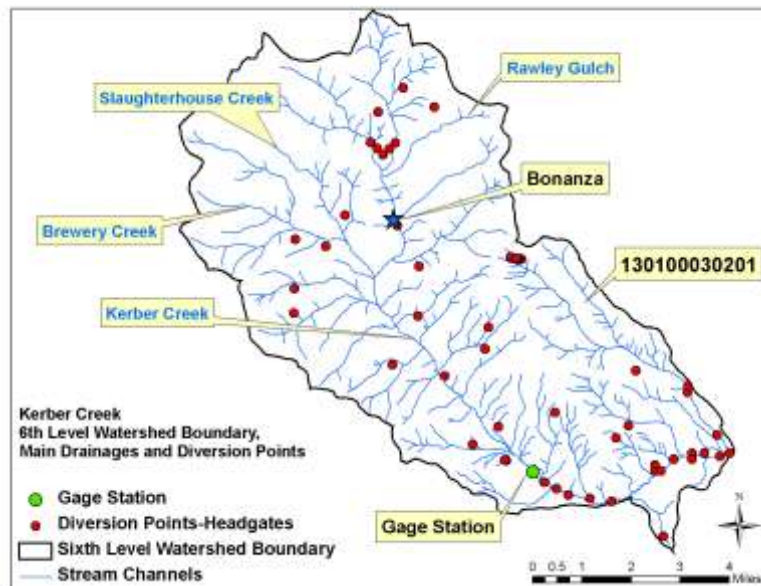 Rawley Gulch
Slaughterhouse Creek
Bonanza
Brewery Creek
130100030201
Kerber Creek
Kerber Creek
6th Level Watershed Boundary,
Main Drainages and Diversion Points
Gage Station
Diversion Points-Headgates
Gage Station
Sixth Level Watershed Boundary
Stream Channels
N
0 0.5 1 2 3 4
Miles